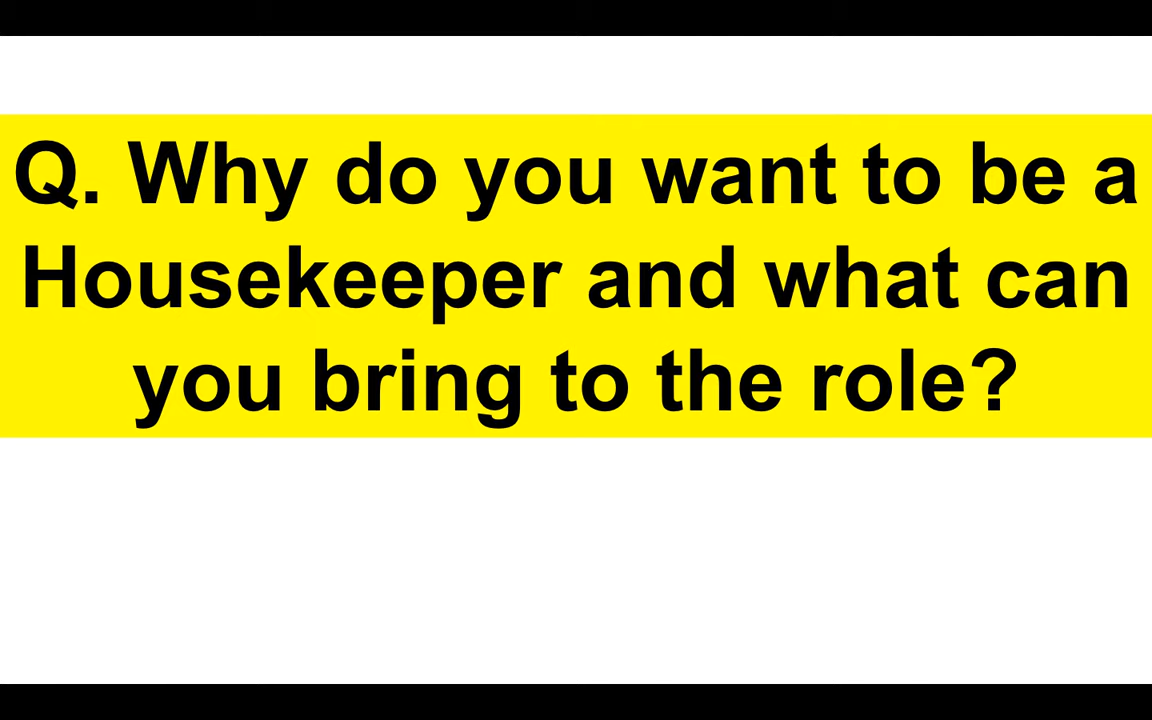 Q. Why do you want to be a
Housekeeper and what can
you bring to the role?